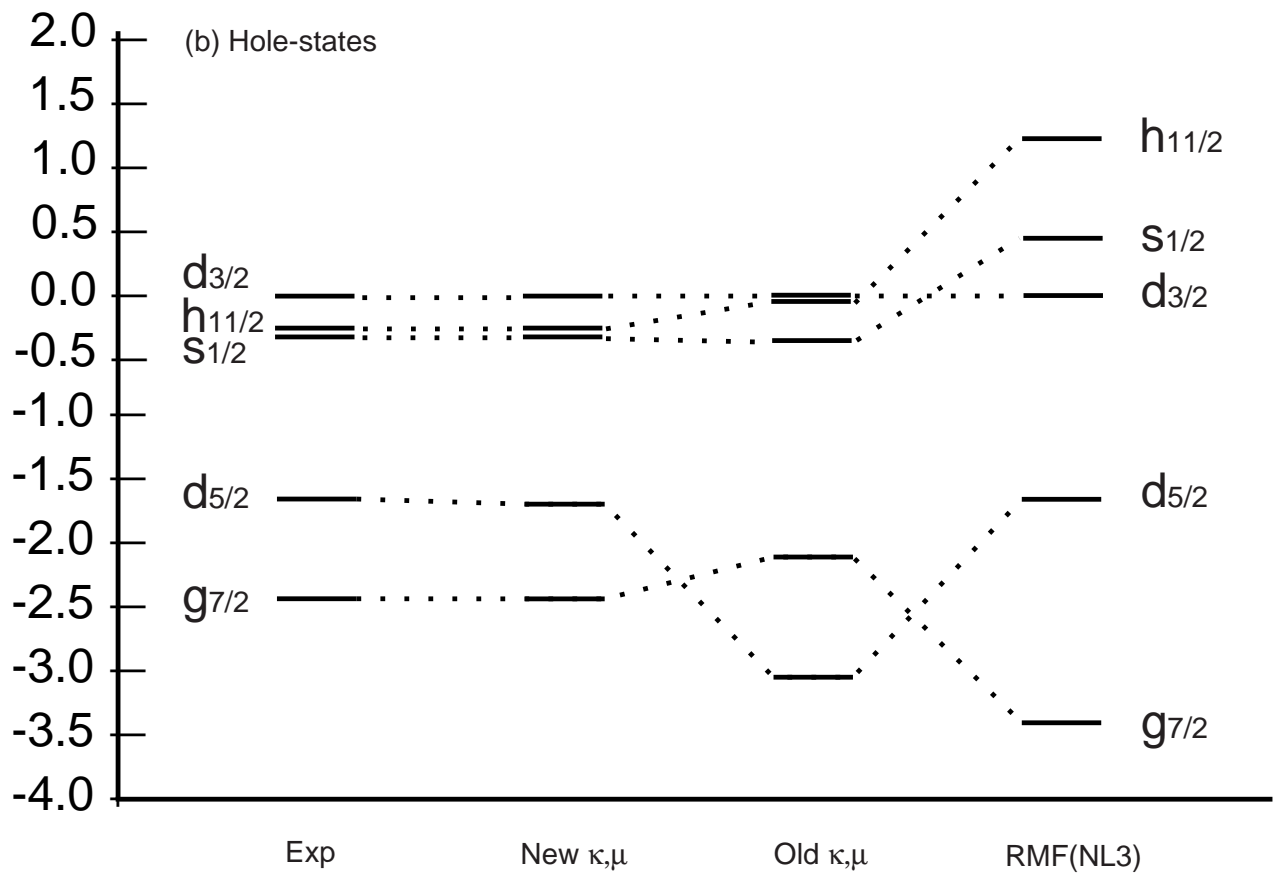 (b) Hole-states
2.0
1.5
1.0
0.5
0.0
-0.5
-1.0
-1.5
-2.0
-2.5
-3.0
-3.5
-4.0
d3/2
h11/2
s1/2
d5/2
g7/2
h11/2
s1/2
d3/2
d5/2
g7/2
Exp
New κ,μ
Old κ,μ
RMF(NL3)